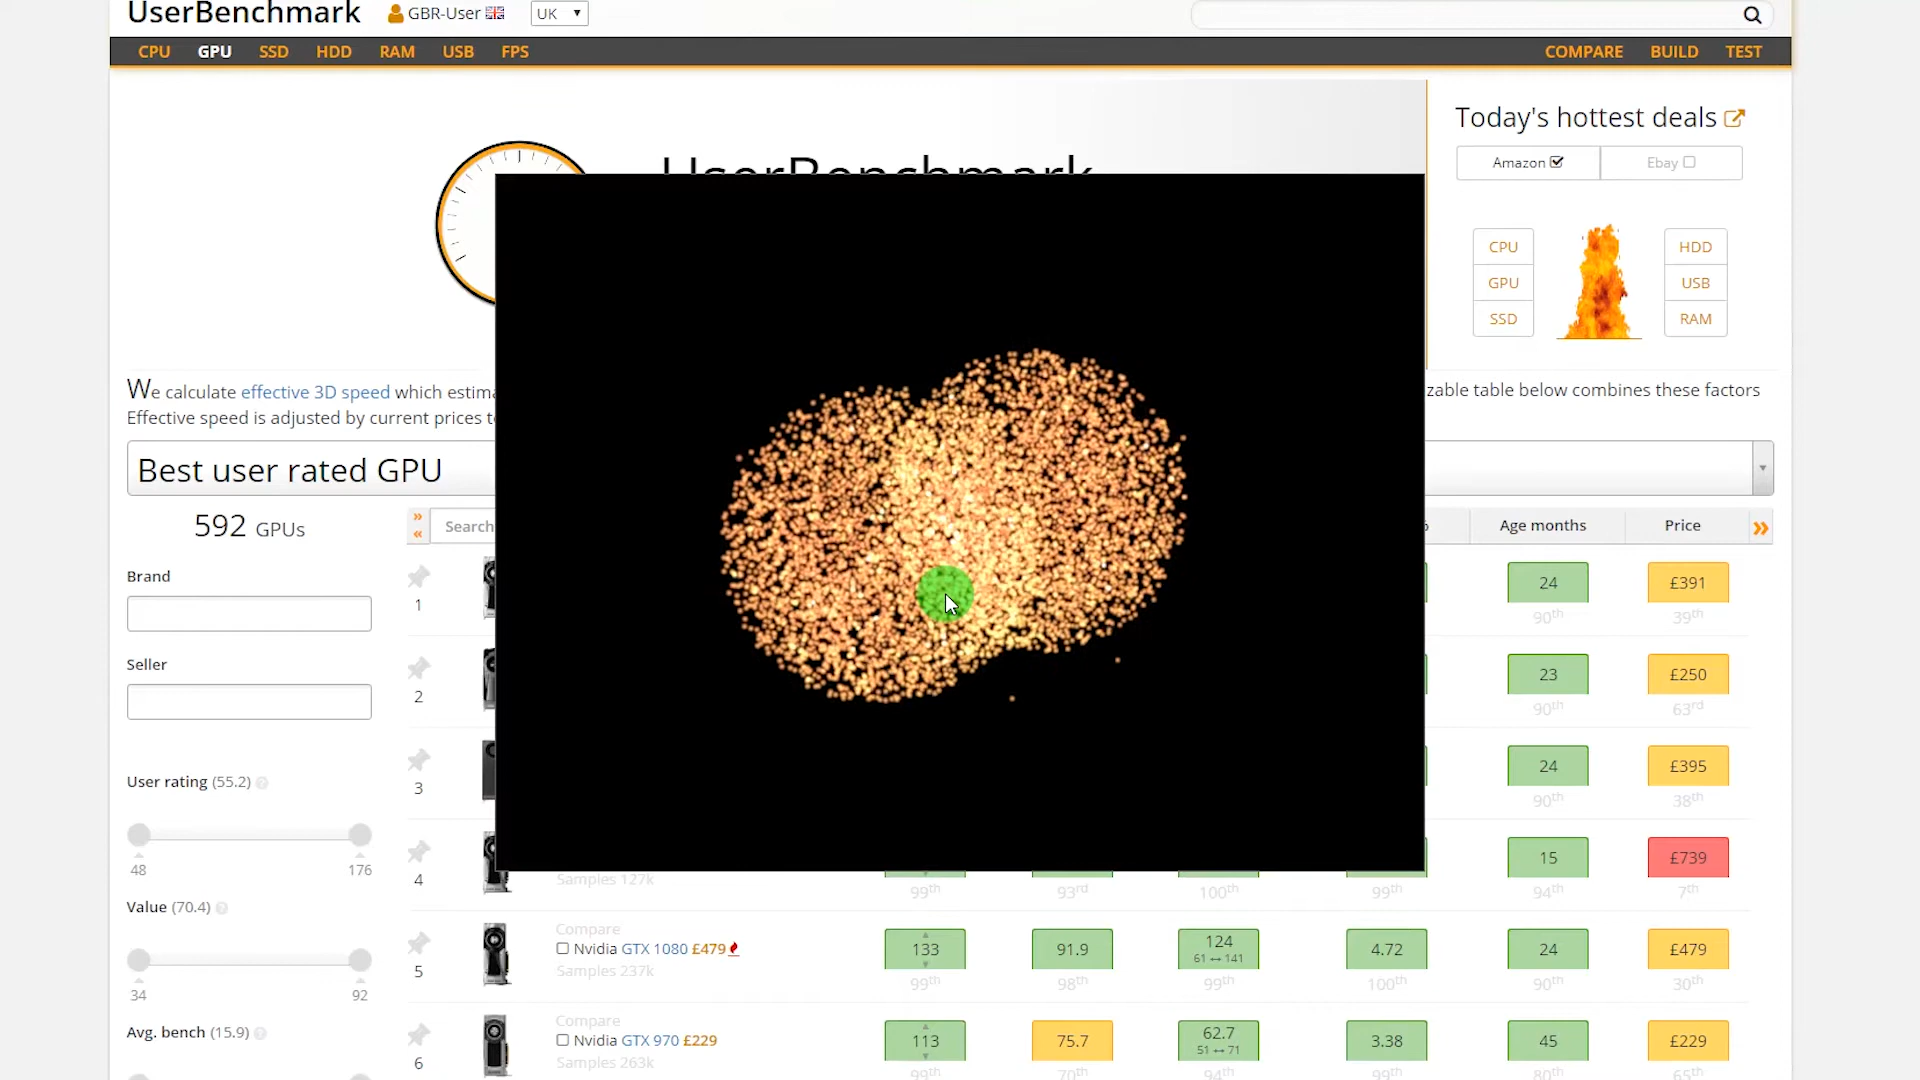 UserBenchmark
GBR-User
UK
CPU GPU SSD HDD RAM USB FPS
COMPARE BUILD TEST
UserBenchmark
Today's hottest deals
Amazon Ebay
CPU HDD
GPU USB
SSD RAM
We calculate effective 3D speed which
zable table below combines these factors
Effective speed is adjusted by current prices
Best user rated GPU
592 GPUs
Search
Age months Price
Brand
Seller
User rating (55.2)
48 176
Value (70.4)
34 92
Avg. bench (15.9)
1
24 £391
90th 39th
2
23 £250
90th 63rd
3
24 £395
90th 38th
4
15 £739
Samples 127k
99th 93rd 100th 99th 94th 7th
Compare
5 Nvidia GTX 1080 £479
133 91.9 124 4.72 24 £479
61 ↔ 141
Samples 237k
99th 98th 99th 100th 90th 30th
Compare
6 Nvidia GTX 970 £229
113 75.7 62.7 3.38 45 £229
51 ↔ 71
Samples 263k
99th 70th 94th 99th 80th 65th